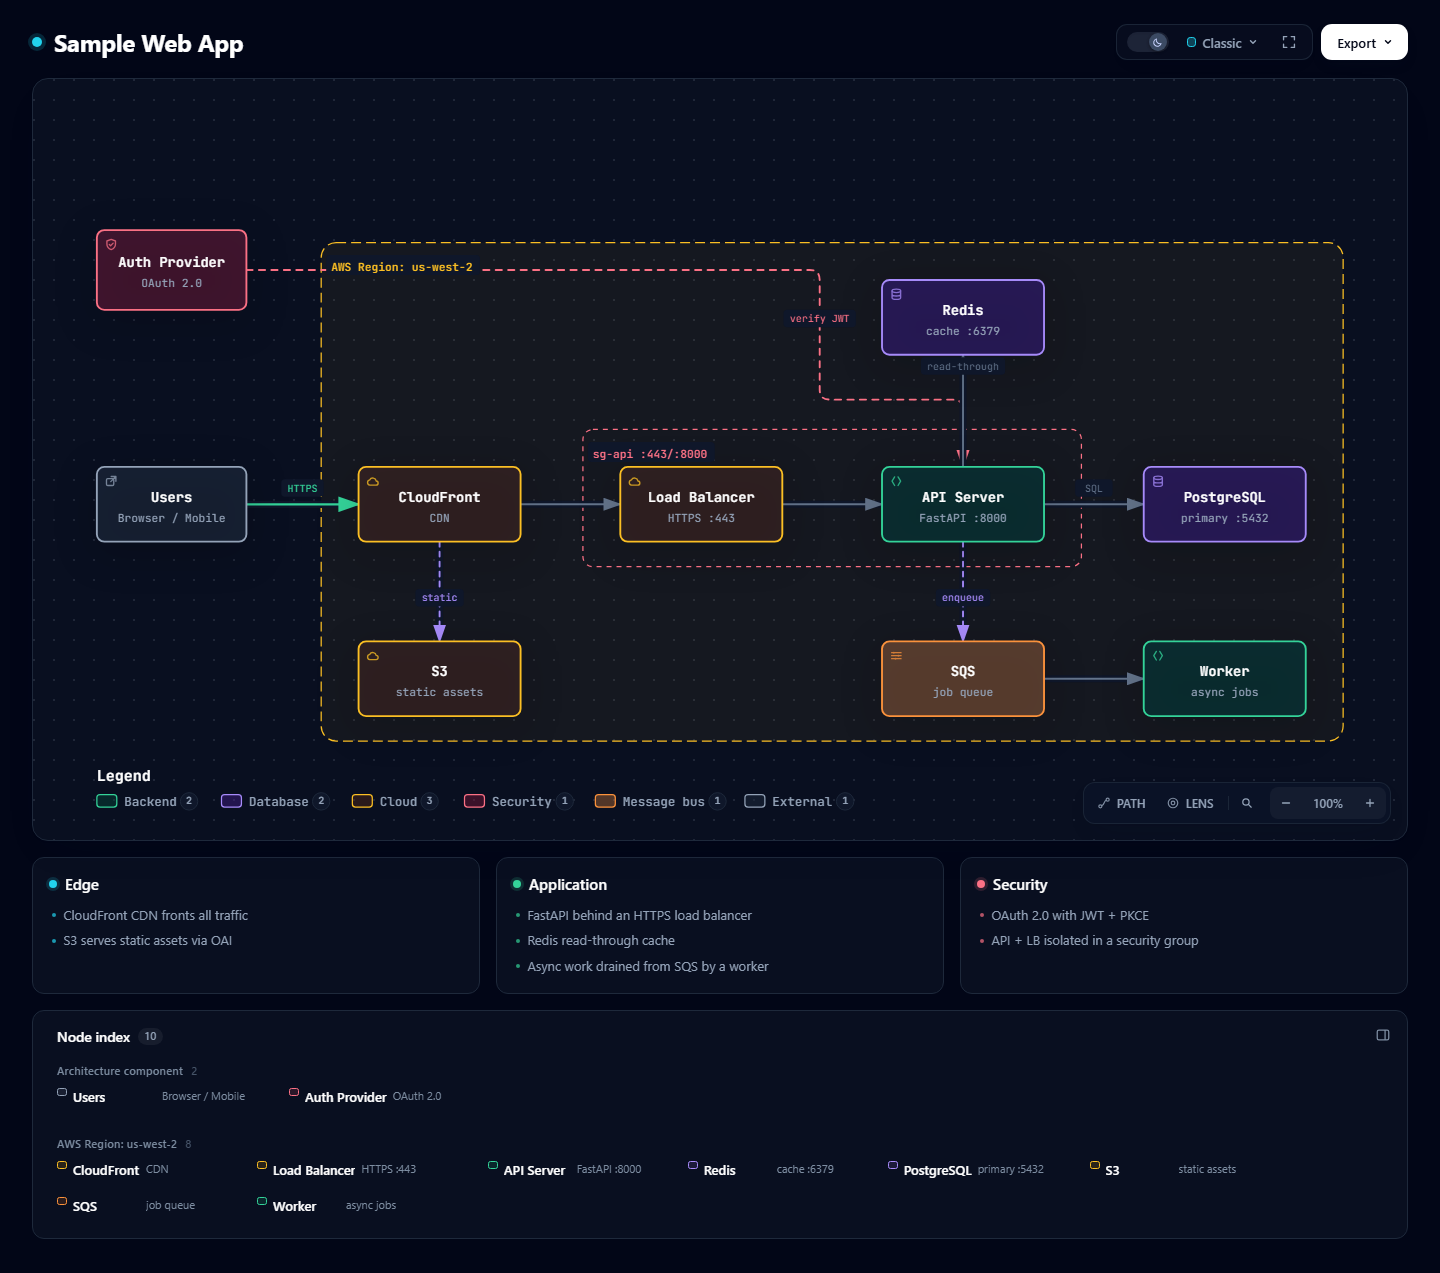 Sample Web App
Classic
Export
Auth Provider
OAuth 2.0
AWS Region: us-west-2
verify JWT
Redis
cache :6379
read-through
sg-api :443/:8000
Users
Browser / Mobile
HTTPS
CloudFront
CDN
Load Balancer
HTTPS :443
API Server
FastAPI :8000
SQL
PostgreSQL
primary :5432
static
enqueue
S3
static assets
SQS
job queue
Worker
async jobs
Legend
Backend 2
Database 2
Cloud 3
Security 1
Message bus 1
External 1
PATH
LENS
− 100% +
Edge
CloudFront CDN fronts all traffic
S3 serves static assets via OAI
Application
FastAPI behind an HTTPS load balancer
Redis read-through cache
Async work drained from SQS by a worker
Security
OAuth 2.0 with JWT + PKCE
API + LB isolated in a security group
Node index 10
Architecture component 2
Users Browser / Mobile
Auth Provider OAuth 2.0
AWS Region: us-west-2 8
CloudFront CDN
Load Balancer HTTPS :443
API Server FastAPI :8000
Redis cache :6379
PostgreSQL primary :5432
S3 static assets
SQS job queue
Worker async jobs